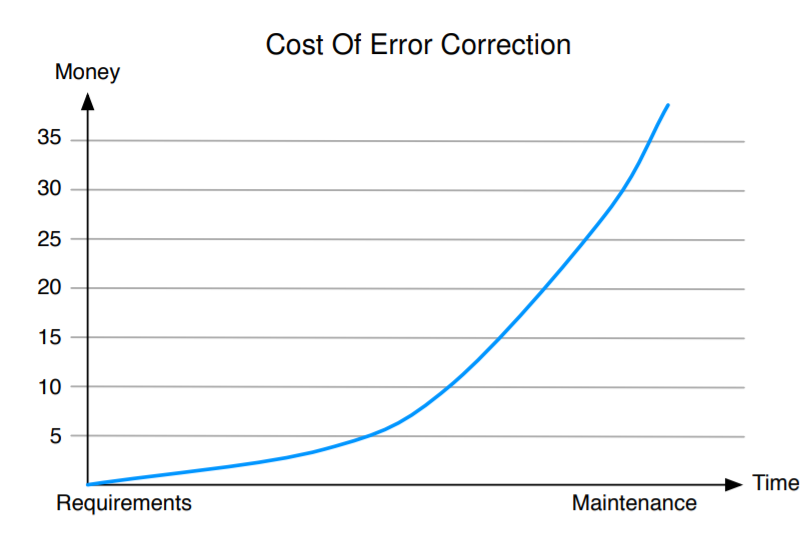 Cost Of Error Correction
Money
35
30
25
20
15
10
5
Time
Requirements
Maintenance